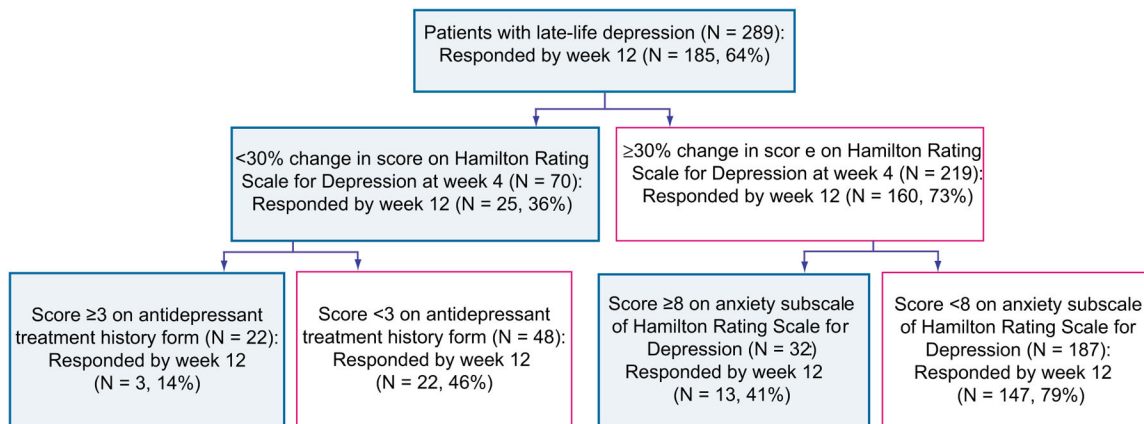 Patients with late-life depression (N = 289):
Responded by week 12 (N = 185, 64%)
<30% change in score on Hamilton Rating
Scale for Depression at week 4 (N = 70):
Responded by week 12 (N = 25, 36%)
≥30% change in scor e on Hamilton Rating
Scale for Depression at week 4 (N = 219):
Responded by week 12 (N = 160, 73%)
Score ≥3 on antidepressant
treatment history form (N = 22):
Responded by week 12
(N = 3, 14%)
Score <3 on antidepressant
treatment history form (N = 48):
Responded by week 12
(N = 22, 46%)
Score ≥8 on anxiety subscale
of Hamilton Rating Scale for
Depression (N = 32)
Responded by week 12
(N = 13, 41%)
Score <8 on anxiety subscale
of Hamilton Rating Scale for
Depression (N = 187):
Responded by week 12
(N = 147, 79%)